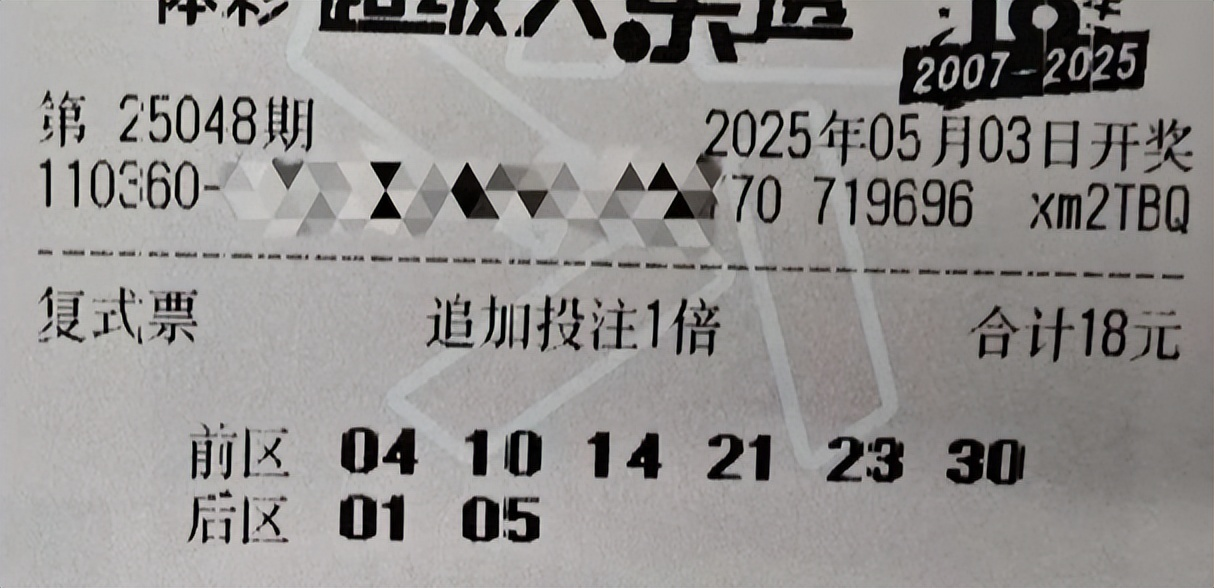 体彩 超级大乐透 18年
2007-2025
第 25048期 2025年05月03日开奖
110360- 70 719696 xm2TBQ
复式票 追加投注1倍 合计18元
前区 04 10 14 21 23 30
后区 01 05